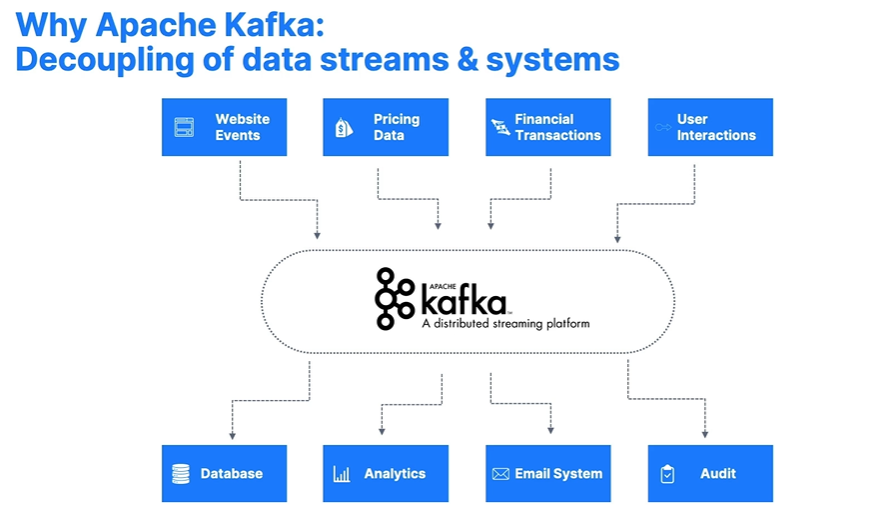 Why Apache Kafka:
Decoupling of data streams & systems
Website
Events
Pricing
Data
Financial
Transactions
User
Interactions
APACHE
kafka
A distributed streaming platform
Database
Analytics
Email System
Audit